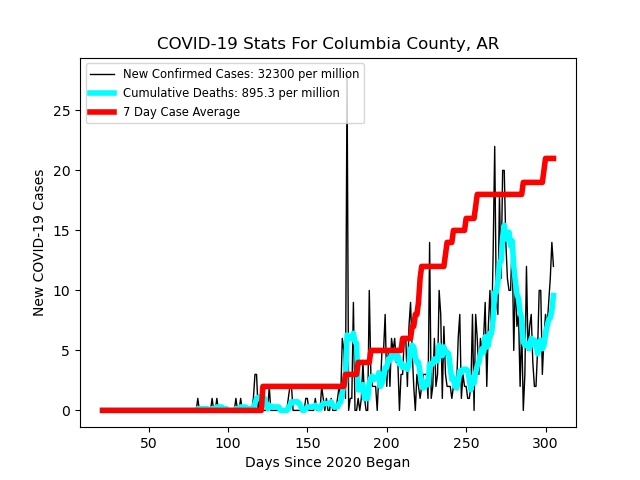 COVID-19 Stats For Columbia County, AR
New Confirmed Cases: 32300 per million
Cumulative Deaths: 895.3 per million
7 Day Case Average
25
20
15
10
5
0
New COVID-19 Cases
50 100 150 200 250 300
Days Since 2020 Began